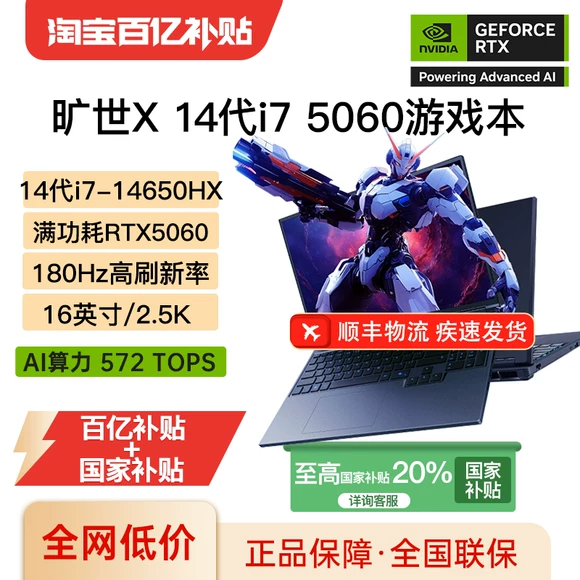 淘宝百亿补贴
NVIDIA
GEFORCE
RTX
Powering Advanced AI
旷世X 14代i7 5060游戏本
14代i7-14650HX
满功耗RTX5060
180Hz高刷新率
16英寸/2.5K
AI算力 572 TOPS
顺丰物流 疾速发货
百亿补贴
+
国家补贴
至高国家补贴20%
详询客服
国家
补贴
全网低价
正品保障·全国联保